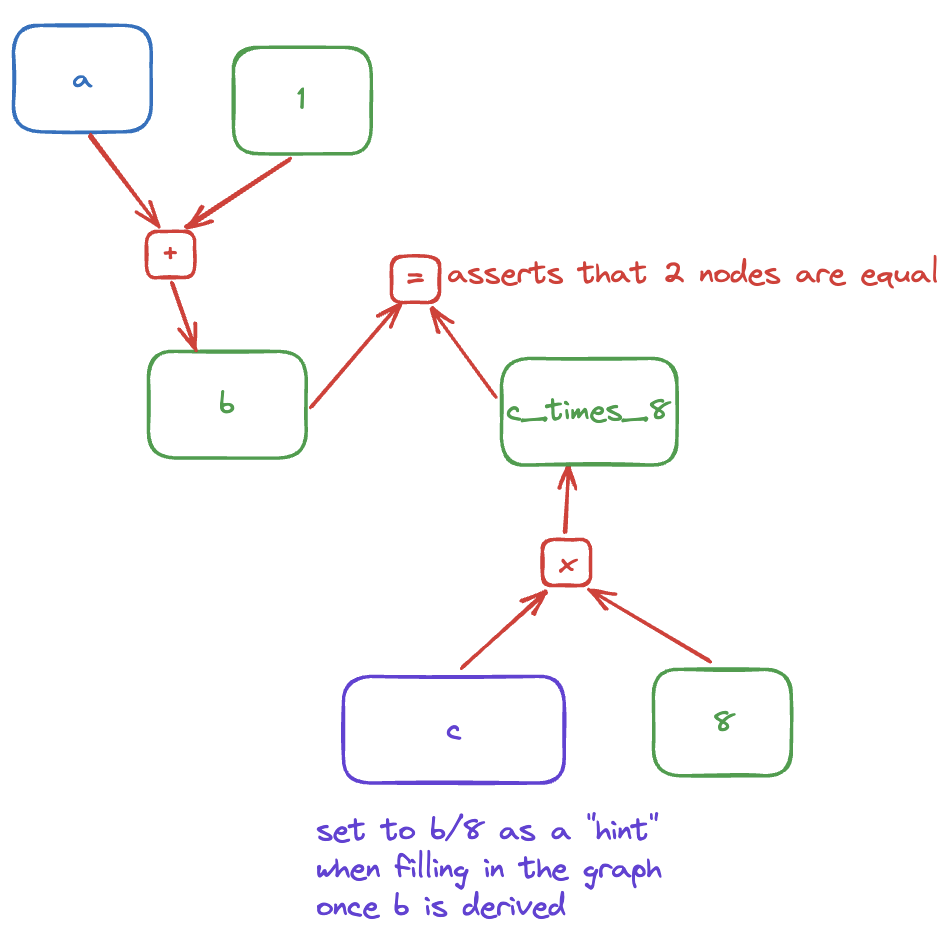 a
1
+
= asserts that 2 nodes are equal
b
c_times_8
x
c
8
set to b/8 as a "hint"
when filling in the graph
once b is derived